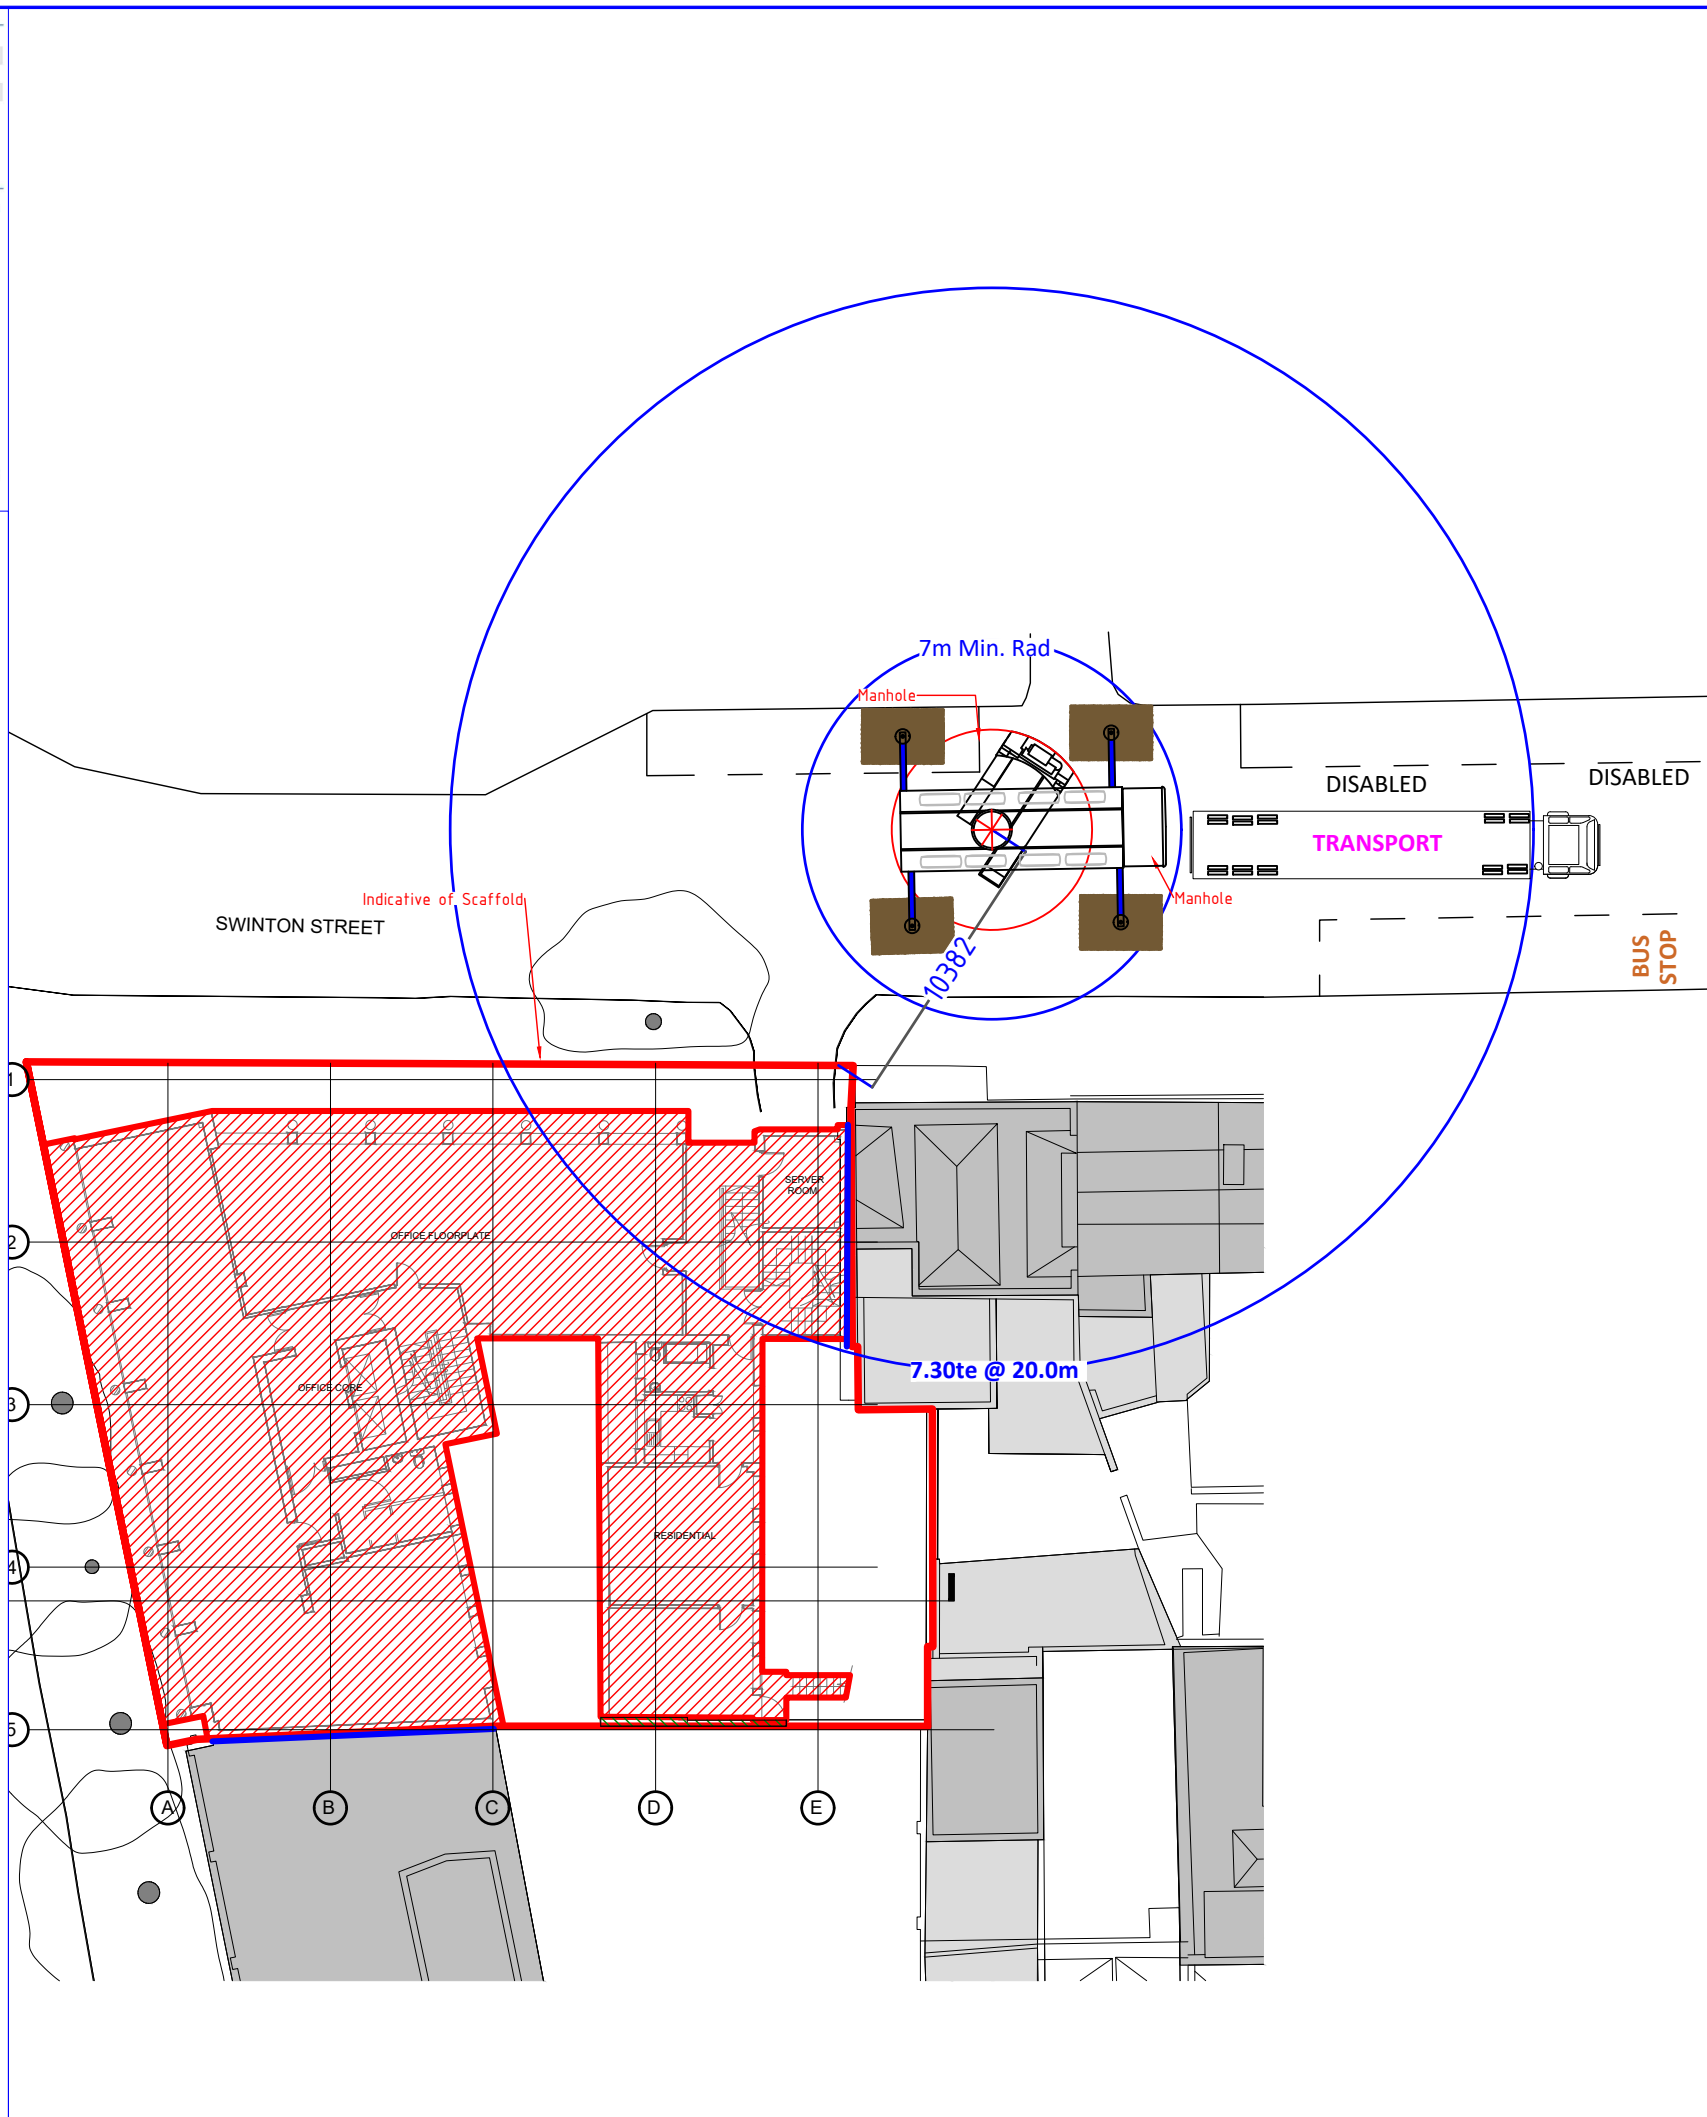 7m Min. Rad
Manhole
DISABLED
DISABLED
TRANSPORT
Indicative of Scaffold
Manhole
SWINTON STREET
BUS
STOP
10382
1
SERVER
ROOM
2
OFFICE FLOORPLATE
7.30te @ 20.0m
OFFICE CORE
3
RESIDENTIAL
4
5
A
B
C
D
E